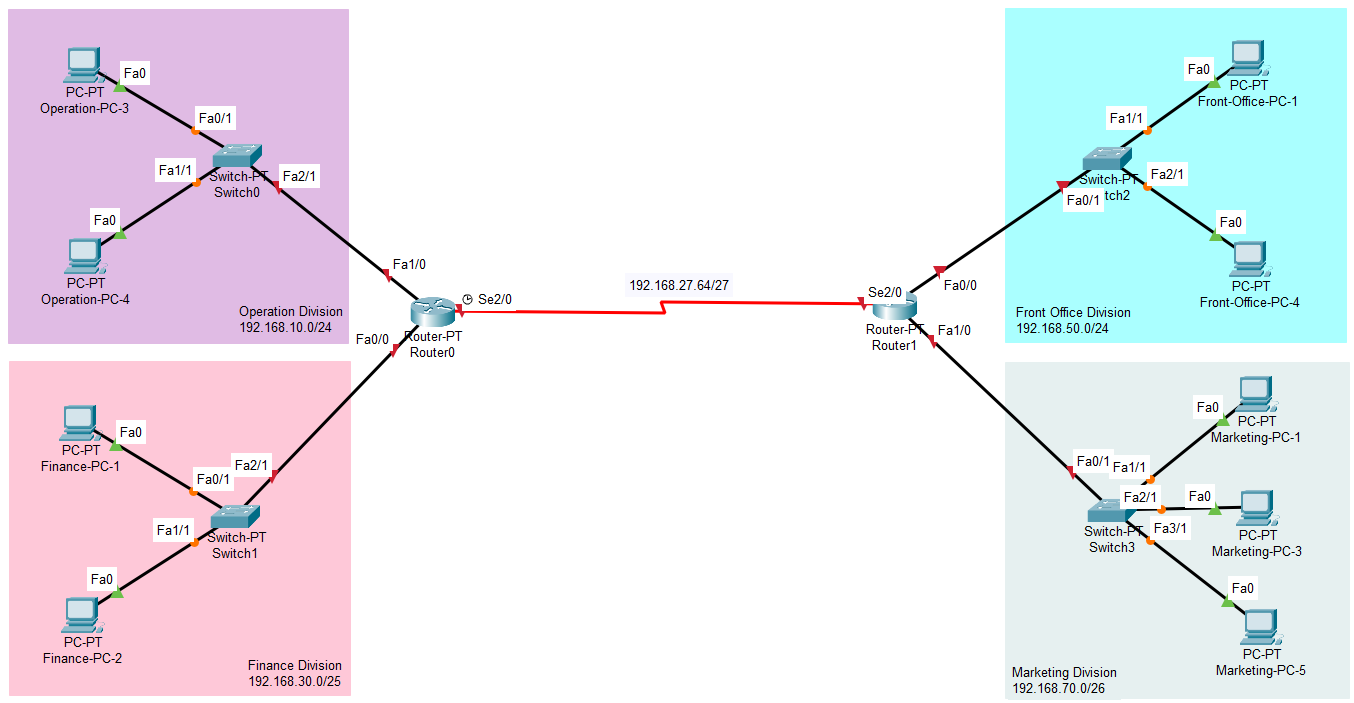 Fa0
PC-PT
Operation-PC-3
Fa0/1
Fa1/1
Switch-PT
Switch0
Fa2/1
Fa0
PC-PT
Operation-PC-4
Operation Division
192.168.10.0/24
Fa1/0
Se2/0
Router-PT
Router0
Fa0/0
Fa0
PC-PT
Finance-PC-1
Fa0/1
Fa2/1
Fa1/1
Switch-PT
Switch1
Fa0
PC-PT
Finance-PC-2
Finance Division
192.168.30.0/25
192.168.27.64/27
Se2/0
Router-PT
Router1
Fa0/0
Fa1/0
Fa0
PC-PT
Front-Office-PC-1
Fa1/1
Switch-PT
tch2
Fa2/1
Fa0/1
Fa0
PC-PT
Front-Office-PC-4
Front Office Division
192.168.50.0/24
Fa0
PC-PT
Marketing-PC-1
Fa0/1
Fa1/1
Fa2/1
Fa0
Fa3/1
Switch-PT
Switch3
PC-PT
Marketing-PC-3
Fa0
PC-PT
Marketing-PC-5
Marketing Division
192.168.70.0/26